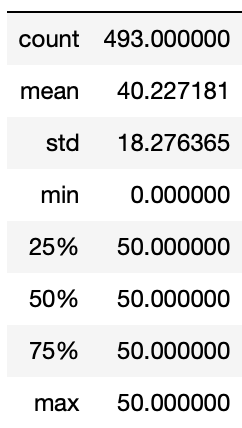 count 493.000000
mean 40.227181
std 18.276365
min 0.000000
25% 50.000000
50% 50.000000
75% 50.000000
max 50.000000